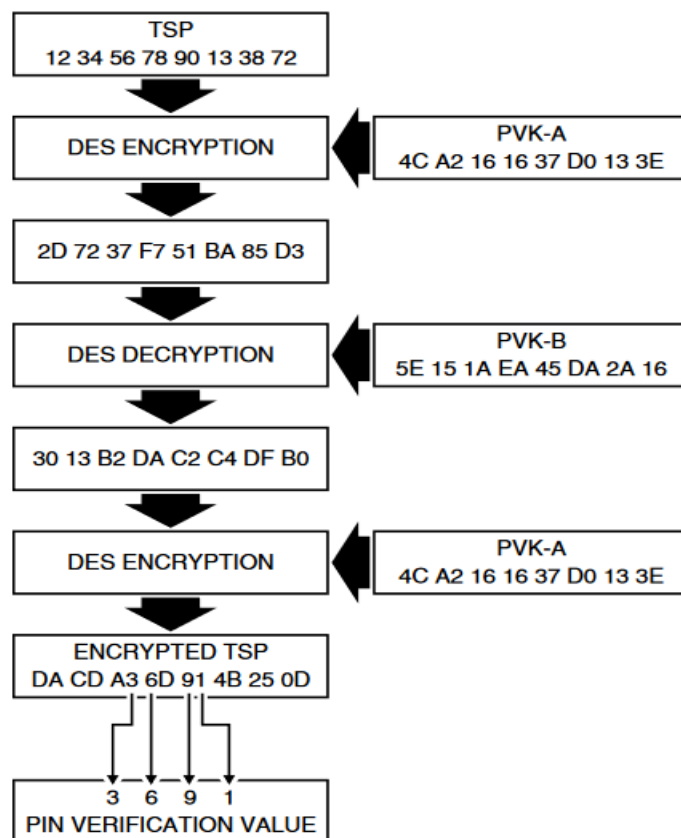 TSP
12 34 56 78 90 13 38 72
DES ENCRYPTION
PVK-A
4C A2 16 16 37 D0 13 3E
2D 72 37 F7 51 BA 85 D3
DES DECRYPTION
PVK-B
5E 15 1A EA 45 DA 2A 16
30 13 B2 DA C2 C4 DF B0
DES ENCRYPTION
PVK-A
4C A2 16 16 37 D0 13 3E
ENCRYPTED TSP
DA CD A3 6D 91 4B 25 0D
3 6 9 1
PIN VERIFICATION VALUE